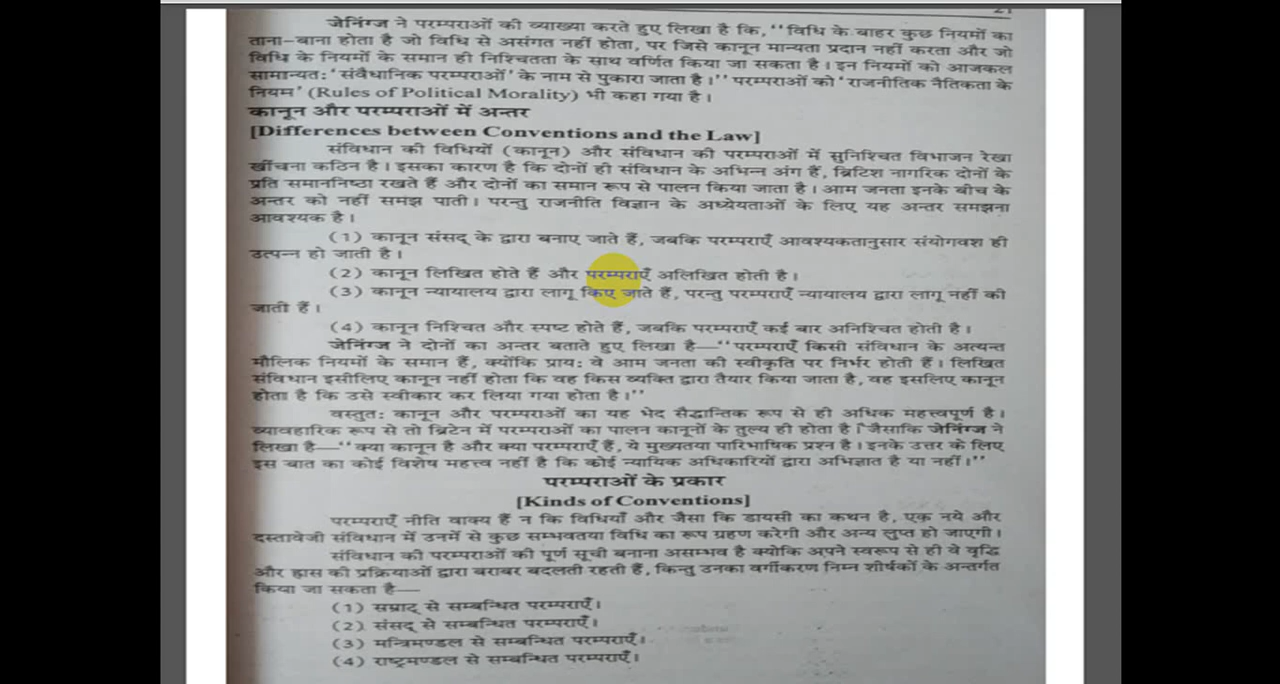 21
जेनिंग्ज ने परम्पराओं की व्याख्या करते हुए लिखा है कि, ‘‘विधि के बाहर कुछ नियमों का
ताना-बाना होता है जो विधि से असंगत नहीं होता, पर जिसे कानून मान्यता प्रदान नहीं करता और जो
विधि के नियमों के समान ही निश्चितता के साथ वर्णित किया जा सकता है। इन नियमों को आजकल
सामान्यत: ‘संवैधानिक परम्पराओं’ के नाम से पुकारा जाता है।’’ परम्पराओं को ‘राजनीतिक नैतिकता के
नियम’ (Rules of Political Morality) भी कहा गया है।
कानून और परम्पराओं में अन्तर
[Differences between Conventions and the Law]
संविधान की विधियों (कानून) और संविधान की परम्पराओं में सुनिश्चित विभाजन रेखा
खींचना कठिन है। इसका कारण है कि दोनों ही संविधान के अभिन्न अंग हैं, ब्रिटिश नागरिक दोनों के
प्रति समाननिष्ठा रखते हैं और दोनों का समान रूप से पालन किया जाता है। आम जनता इनके बीच के
अन्तर को नहीं समझ पाती। परन्तु राजनीति विज्ञान के अध्येयताओं के लिए यह अन्तर समझना
आवश्यक है।
(1) कानून संसद् के द्वारा बनाए जाते हैं, जबकि परम्पराएँ आवश्यकतानुसार संयोगवश ही
उत्पन्न हो जाती है।
(2) कानून लिखित होते हैं और परम्पराएँ अलिखित होती है।
(3) कानून न्यायालय द्वारा लागू किए जाते हैं, परन्तु परम्पराएँ न्यायालय द्वारा लागू नहीं की
जाती हैं।
(4) कानून निश्चित और स्पष्ट होते हैं, जबकि परम्पराएँ कई बार अनिश्चित होती है।
जेनिंग्ज ने दोनों का अन्तर बताते हुए लिखा है—‘‘परम्पराएँ किसी संविधान के अत्यन्त
मौलिक नियमों के समान हैं, क्योंकि प्राय: वे आम जनता की स्वीकृति पर निर्भर होती हैं। लिखित
संविधान इसीलिए कानून नहीं होता कि वह किस व्यक्ति द्वारा तैयार किया जाता है, वह इसलिए कानून
होता है कि उसे स्वीकार कर लिया गया होता है।’’
वस्तुत: कानून और परम्पराओं का यह भेद सैद्धान्तिक रूप से ही अधिक महत्त्वपूर्ण है।
व्यावहारिक रूप से तो ब्रिटेन में परम्पराओं का पालन कानूनों के तुल्य ही होता है। जैसाकि जेनिंग्ज ने
लिखा है—‘‘क्या कानून है और क्या परम्पराएँ हैं, ये मुख्यतया पारिभाषिक प्रश्न है। इनके उत्तर के लिए
इस बात का कोई विशेष महत्त्व नहीं है कि कोई न्यायिक अधिकारियों द्वारा अभिज्ञात है या नहीं।’’
परम्पराओं के प्रकार
[Kinds of Conventions]
परम्पराएँ नीति वाक्य हैं न कि विधियाँ और जैसा कि डायसी का कथन है, एक नये और
दस्तावेजी संविधान में उनमें से कुछ सम्भवतया विधि का रूप ग्रहण करेगी और अन्य लुप्त हो जाएगी।
संविधान की परम्पराओं की पूर्ण सूची बनाना असम्भव है क्योंकि अपने स्वरूप से ही वे वृद्धि
और ह्रास की प्रक्रियाओं द्वारा बराबर बदलती रहती हैं, किन्तु उनका वर्गीकरण निम्न शीर्षकों के अन्तर्गत
किया जा सकता है—
(1) सम्राट् से सम्बन्धित परम्पराएँ।
(2) संसद् से सम्बन्धित परम्पराएँ।
(3) मन्त्रिमण्डल से सम्बन्धित परम्पराएँ।
(4) राष्ट्रमण्डल से सम्बन्धित परम्पराएँ।